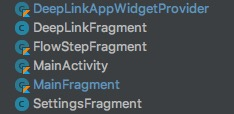 DeepLinkAppWidgetProvider
DeepLinkFragment
FlowStepFragment
MainActivity
MainFragment
SettingsFragment